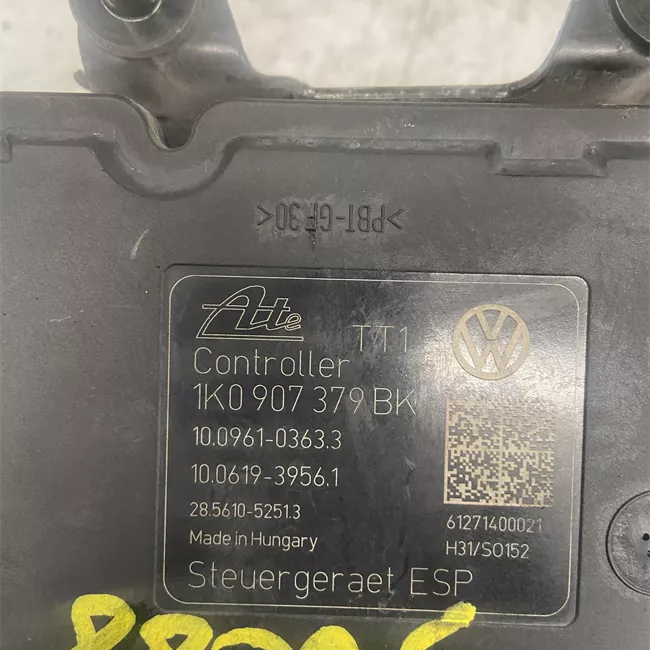 >PBT-GF30<
Ate
TT1
Controller
1K0 907 379 BK
10.0961-0363.3
10.0619-3956.1
28.5610-5251.3
61271400021
Made in Hungary
H31/SO152
Steuergeraet ESP